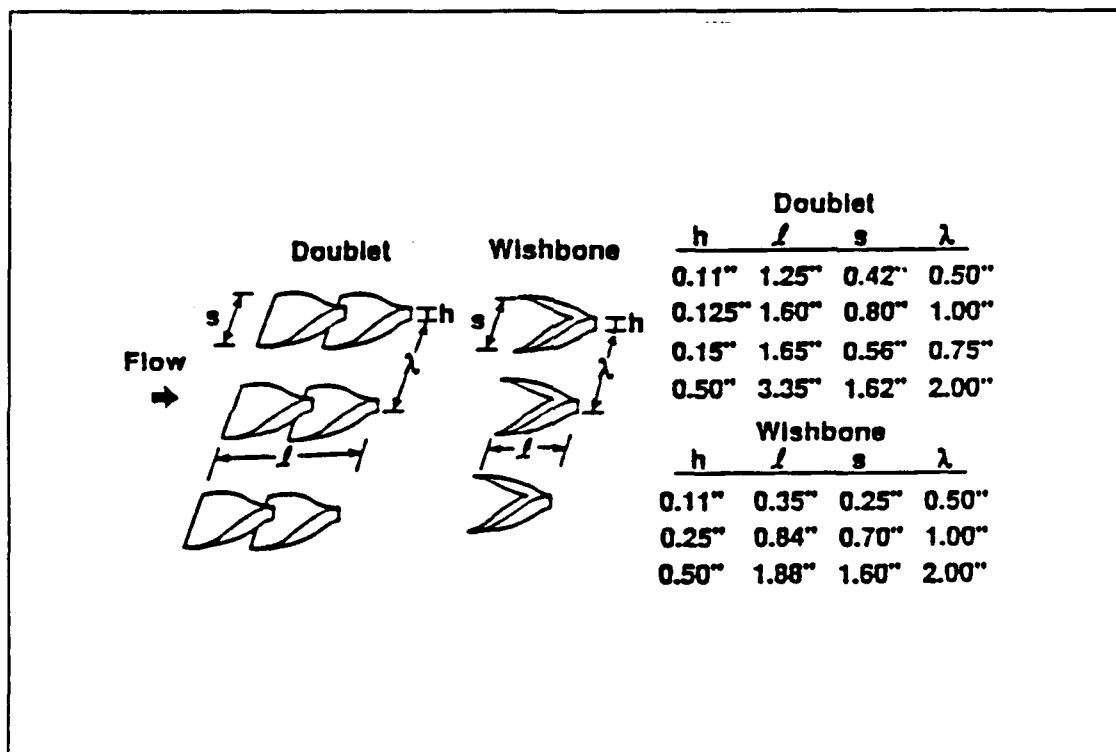 Doublet
Wishbone
s
h
λ
s
h
λ
Flow
ℓ
ℓ
Doublet
h ℓ s λ
0.11" 1.25" 0.42" 0.50"
0.125" 1.60" 0.80" 1.00"
0.15" 1.65" 0.56" 0.75"
0.50" 3.35" 1.62" 2.00"
Wishbone
h ℓ s λ
0.11" 0.35" 0.25" 0.50"
0.25" 0.84" 0.70" 1.00"
0.50" 1.88" 1.60" 2.00"